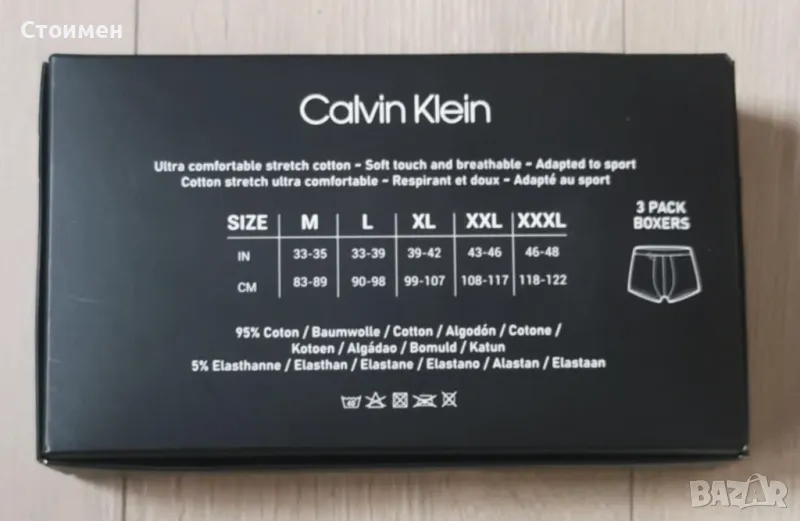 Стоимен
Calvin Klein
Ultra comfortable stretch cotton - Soft touch and breathable - Adapted to sport
Cotton stretch ultra comfortable - Respirant et doux - Adapté au sport
SIZE M L XL XXL XXXL
IN 33-35 33-39 39-42 43-46 46-48
CM 83-89 90-98 99-107 108-117 118-122
3 PACK
BOXERS
95% Coton / Baumwolle / Cotton / Algodón / Cotone /
Kotoen / Algádao / Bomuld / Katun
5% Elasthanne / Elasthan / Elastane / Elastano / Alastan / Elastaan
40
BAZAR